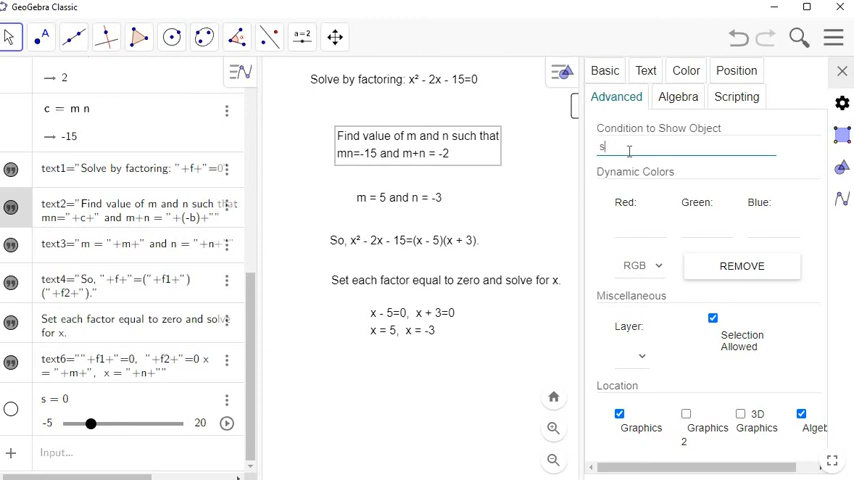 GeoGebra Classic
→ 2
c = m n
→ -15
text1="Solve by factoring: "+f+"=0"
text2="Find value of m and n such that
mn="+c+" and m+n = "+(-b)+""
text3="m = "+m+" and n = "+n+""
text4="So, "+f+"=("+f1+")
("+f2+")."
Set each factor equal to zero and solve
for x.
text6=""+f1+"=0,  "+f2+"=0 x
= "+m+",  x = "+n+""
s = 0
-5
20
Input...
Solve by factoring: x² - 2x - 15=0
Find value of m and n such that
mn=-15 and m+n = -2
m = 5 and n = -3
So, x² - 2x - 15=(x - 5)(x + 3).
Set each factor equal to zero and solve for x.
x - 5=0,  x + 3=0
x = 5,  x = -3
Basic Text Color Position
Advanced Algebra Scripting
Condition to Show Object
s
Dynamic Colors
Red: Green: Blue:
RGB REMOVE
Miscellaneous
Layer:
Selection
Allowed
Location
Graphics
Graphics
2
3D
Graphics
Algeb